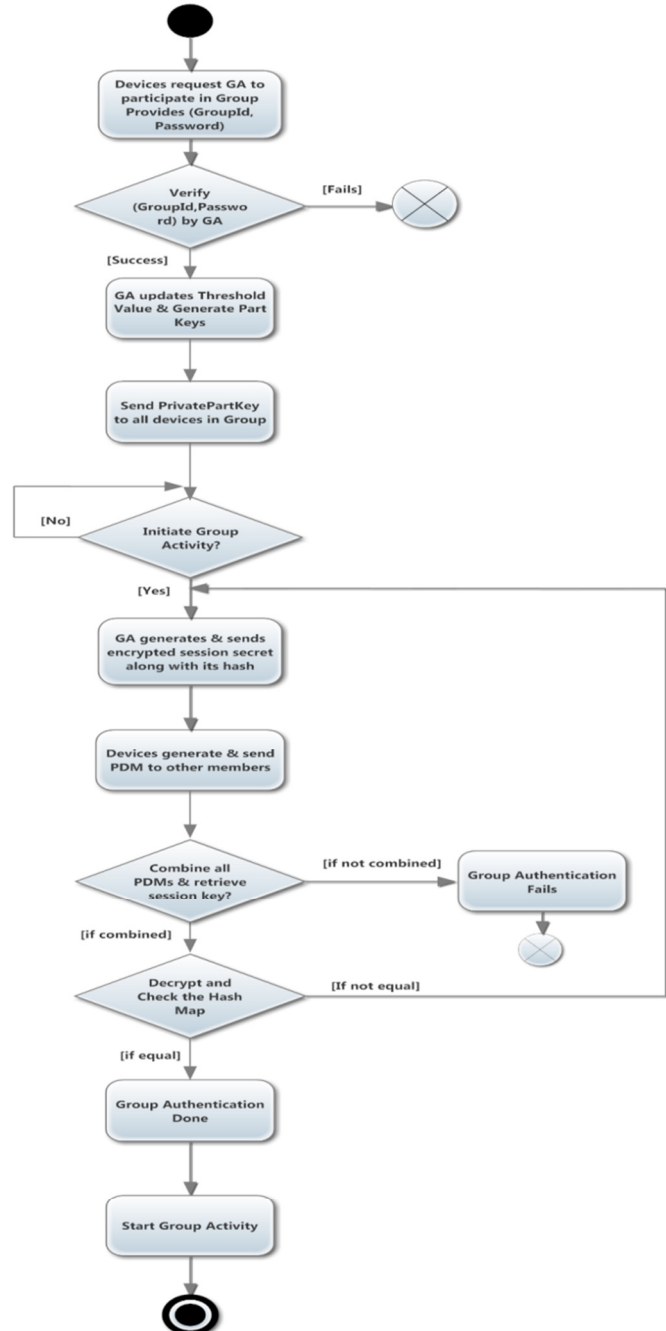 Devices request GA to
participate in Group
Provides (GroupId,
Password)
Verify
(GroupId,Passwo
rd) by GA
[Fails]
[Success]
GA updates Threshold
Value & Generate Part
Keys
Send PrivatePartKey
to all devices in Group
[No]
Initiate Group
Activity?
[Yes]
GA generates & sends
encrypted session secret
along with its hash
Devices generate & send
PDM to other members
Combine all
PDMs & retrieve
session key?
[if not combined]
Group Authentication
Fails
[if combined]
Decrypt and
Check the Hash
Map
[If not equal]
[if equal]
Group Authentication
Done
Start Group Activity